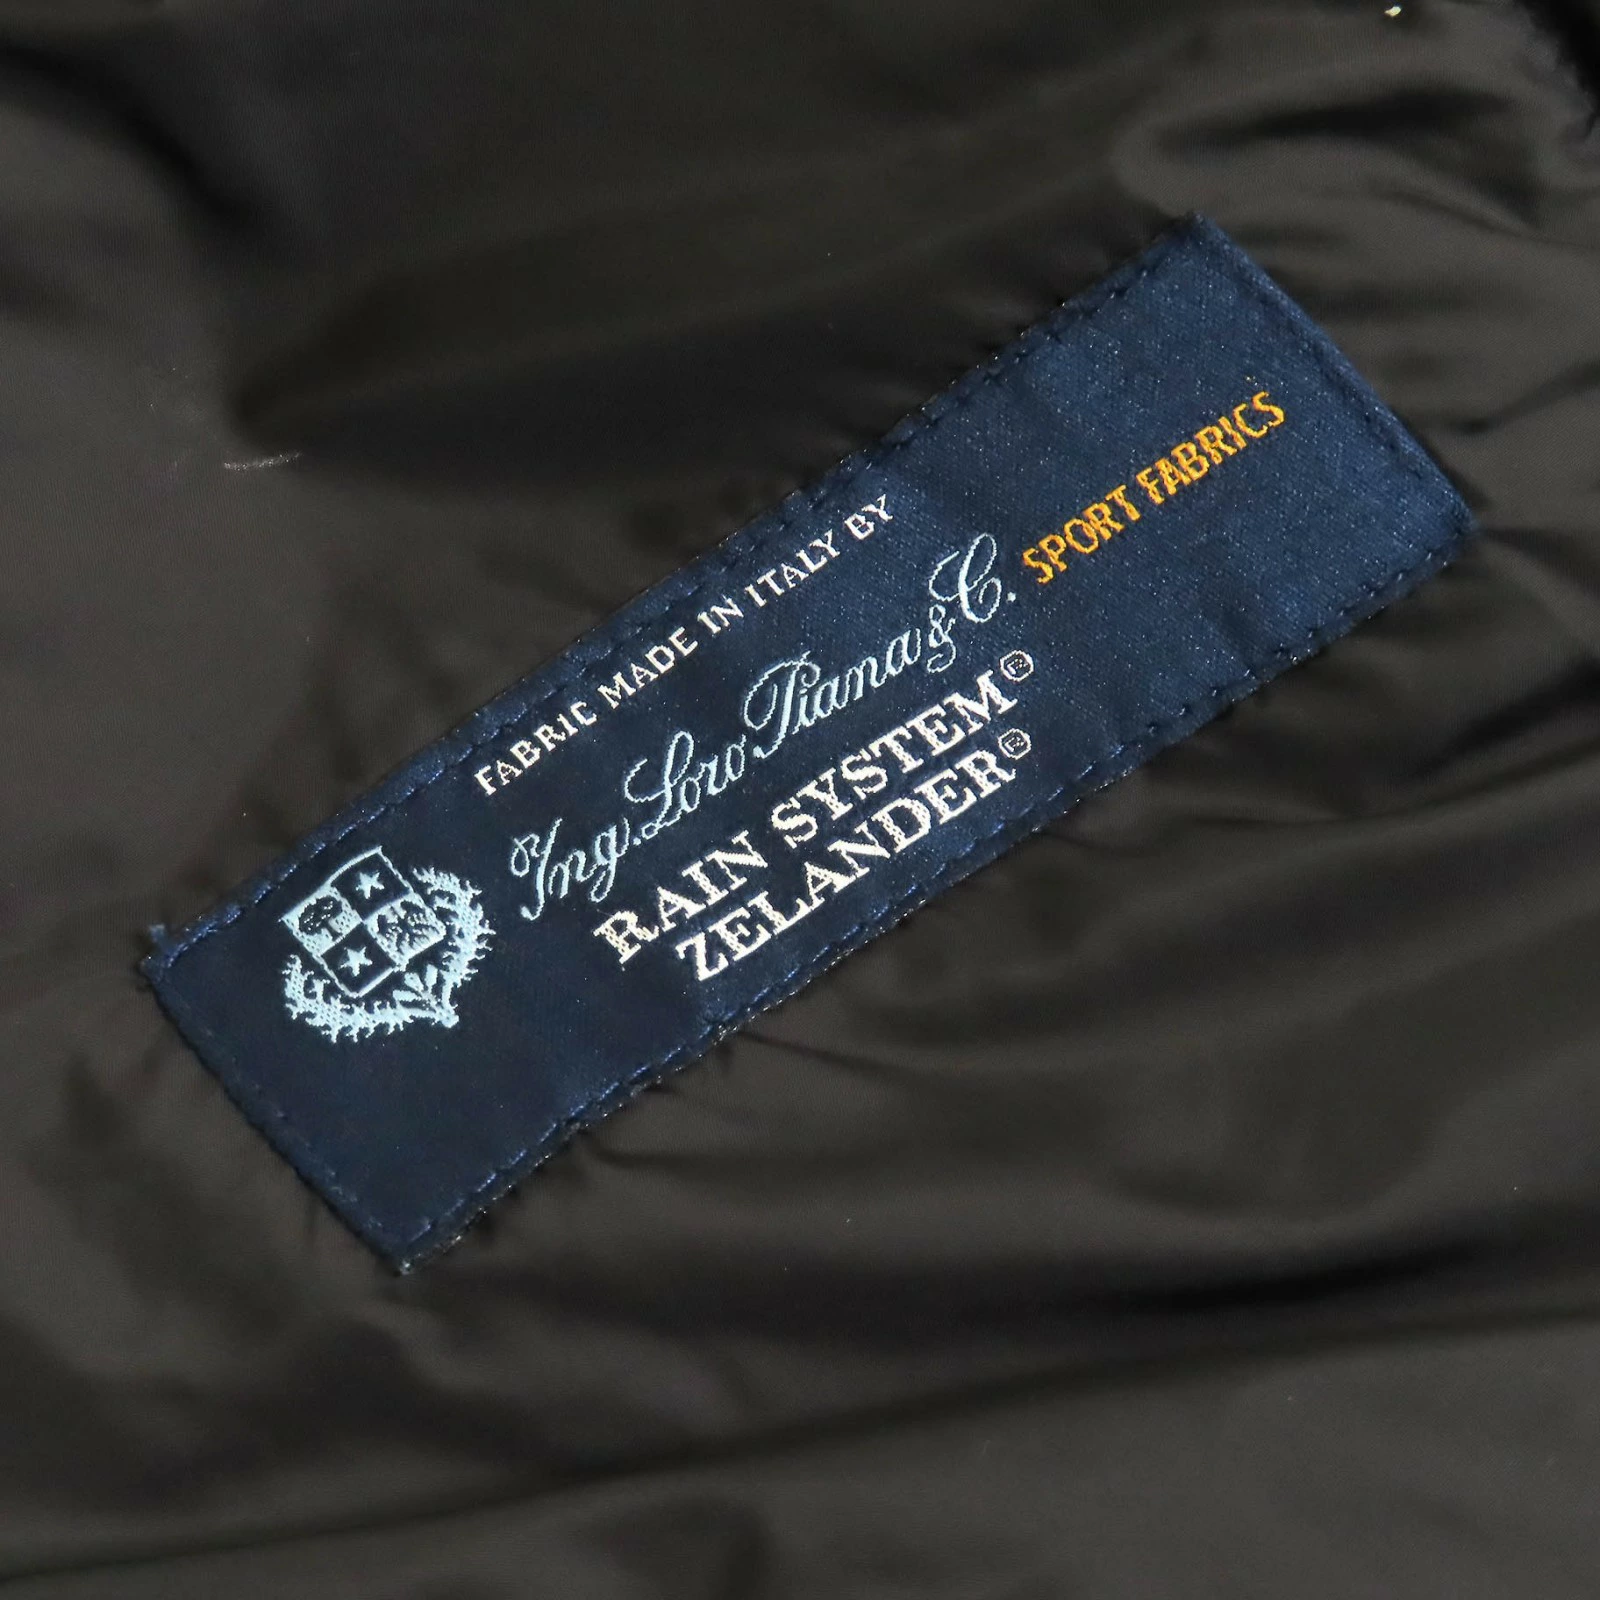 FABRIC MADE IN ITALY BY
Ing. Loro Piana & C. SPORT FABRICS
RAIN SYSTEM®
ZELANDER®